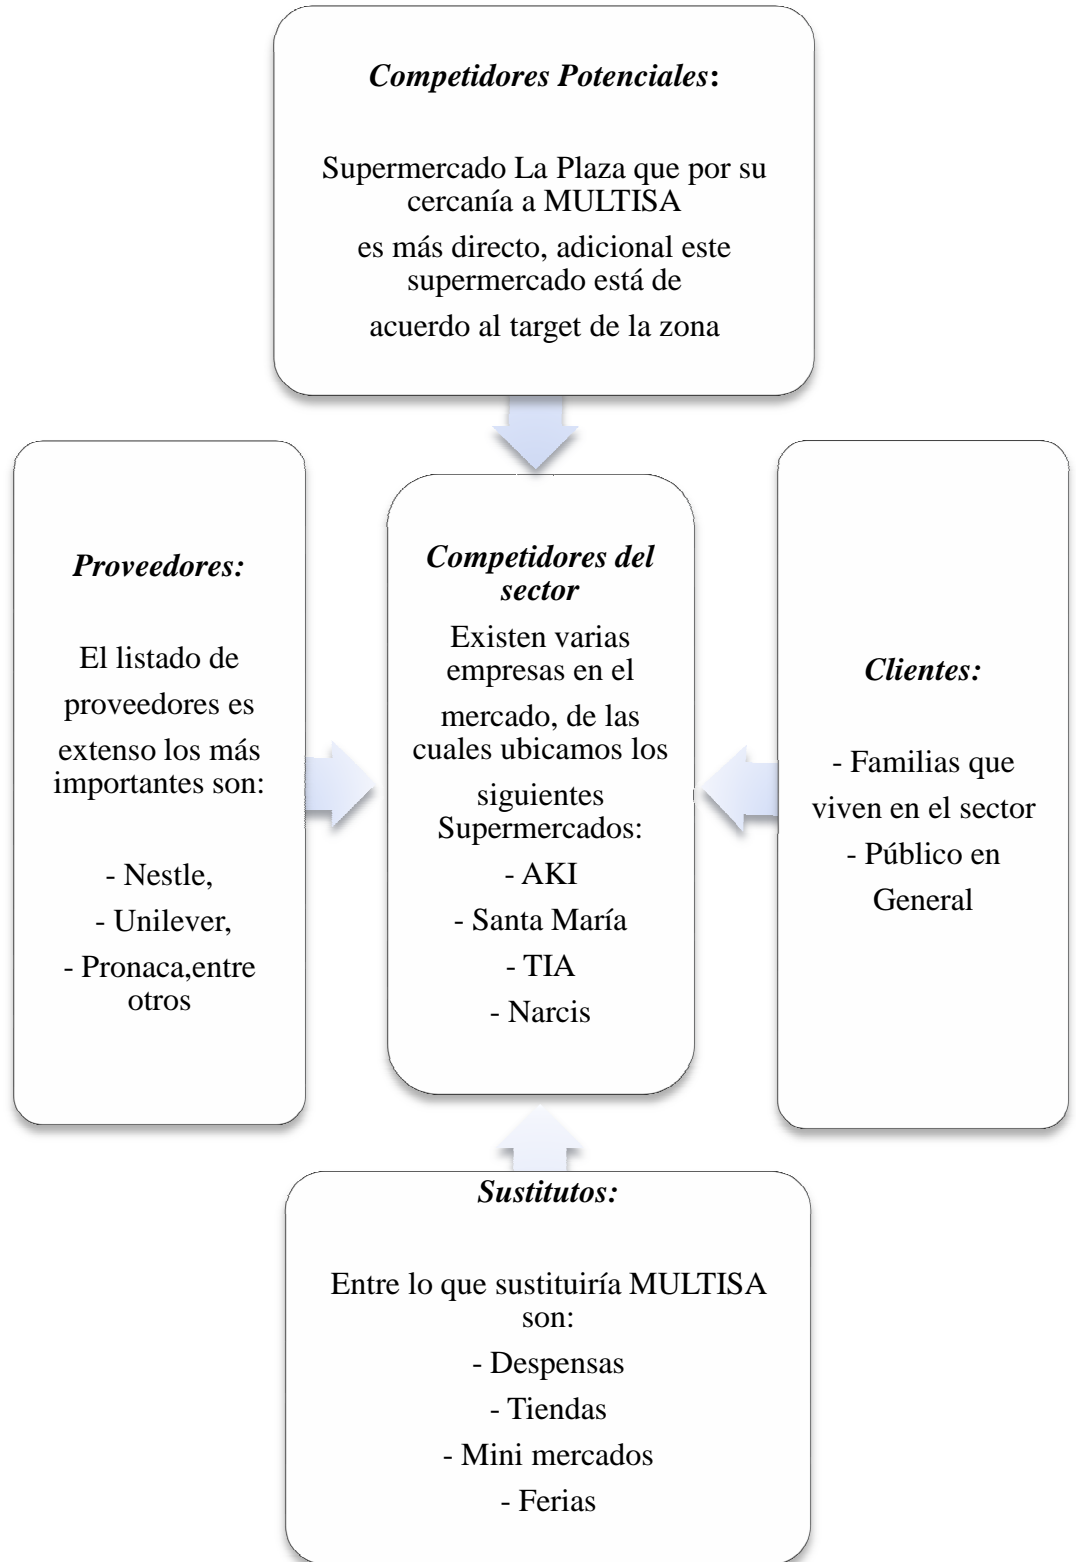 Competidores Potenciales:
Supermercado La Plaza que por su
cercanía a MULTISA
es más directo, adicional este
supermercado está de
acuerdo al target de la zona
Proveedores:
El listado de
proveedores es
extenso los más
importantes son:
- Nestle,
- Unilever,
- Pronaca,entre
otros
Competidores del
sector
Existen varias
empresas en el
mercado, de las
cuales ubicamos los
siguientes
Supermercados:
- AKI
- Santa María
- TIA
- Narcis
Clientes:
- Familias que
viven en el sector
- Público en
General
Sustitutos:
Entre lo que sustituiría MULTISA
son:
- Despensas
- Tiendas
- Mini mercados
- Ferias